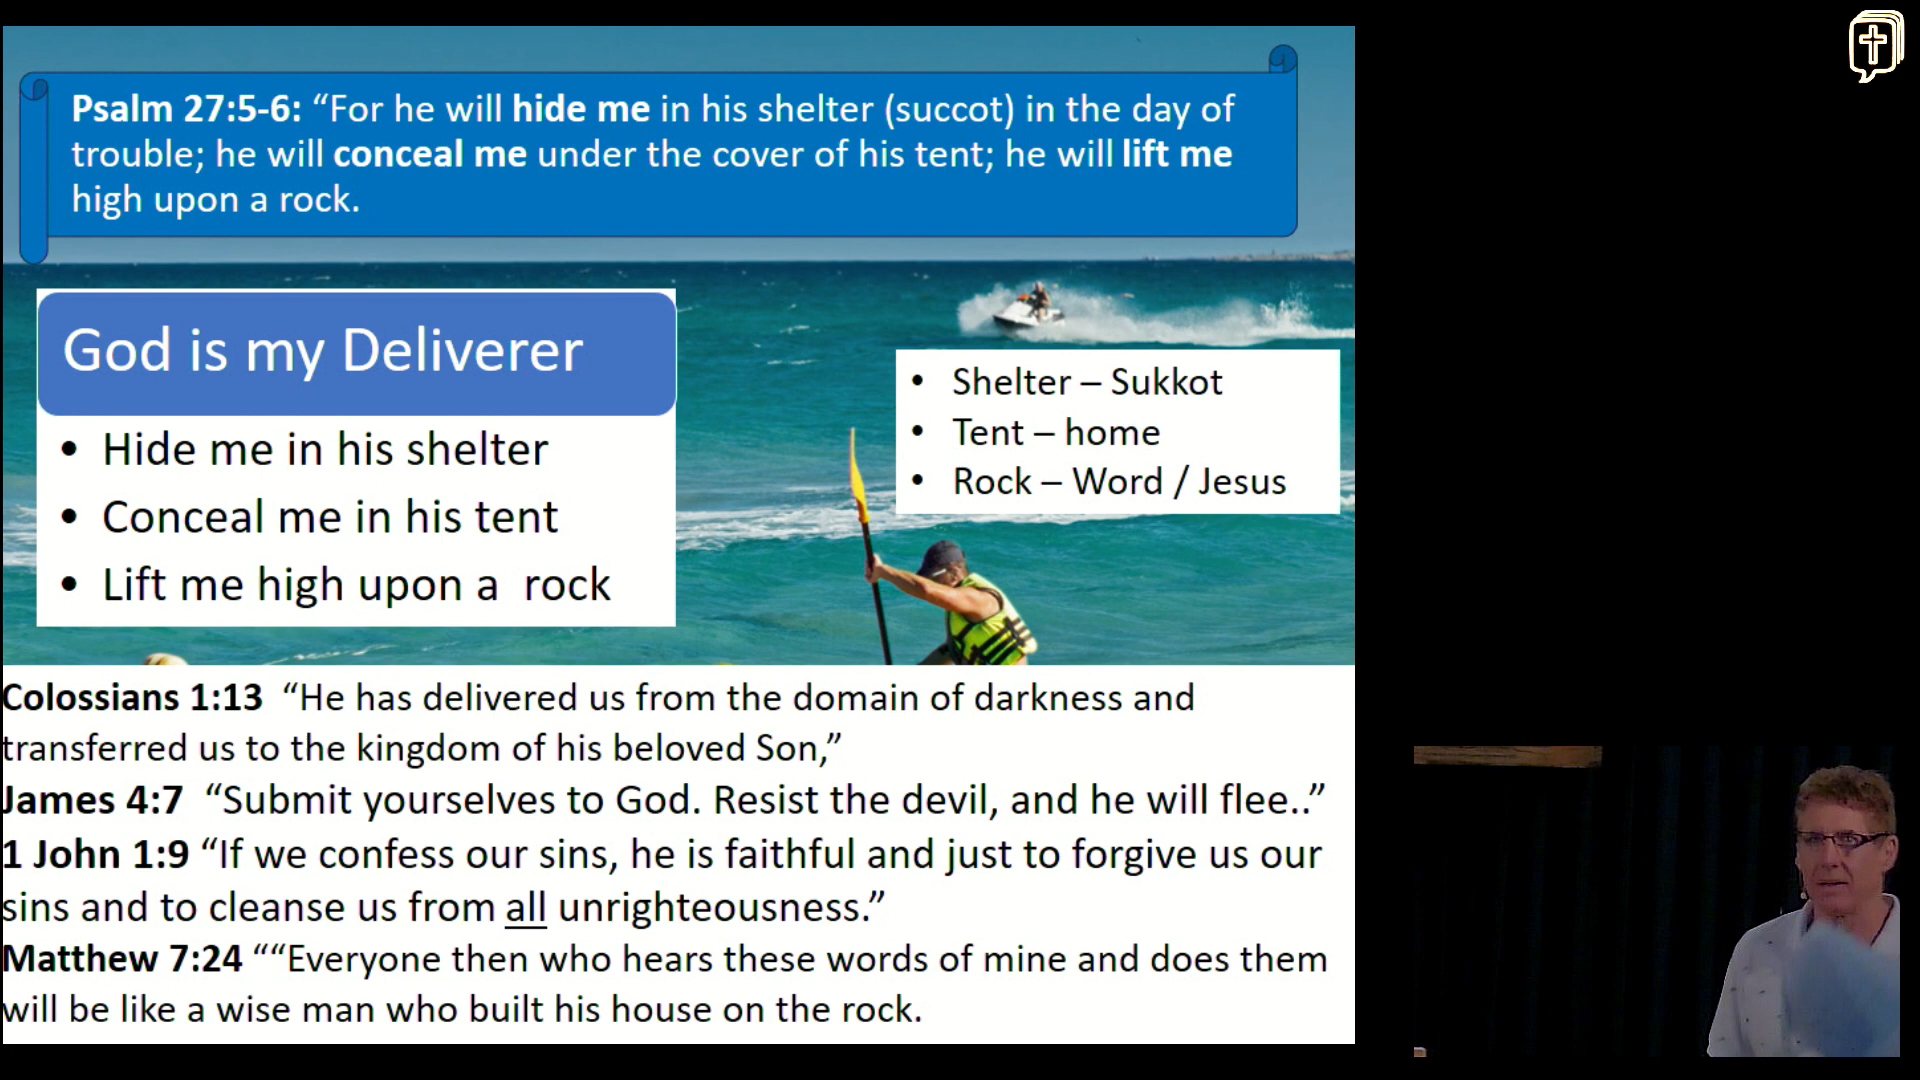 Psalm 27:5-6: “For he will hide me in his shelter (succot) in the day of
trouble; he will conceal me under the cover of his tent; he will lift me
high upon a rock.
God is my Deliverer
• Hide me in his shelter
• Conceal me in his tent
• Lift me high upon a  rock
• Shelter – Sukkot
• Tent – home
• Rock – Word / Jesus
Colossians 1:13  “He has delivered us from the domain of darkness and
transferred us to the kingdom of his beloved Son,”
James 4:7  “Submit yourselves to God. Resist the devil, and he will flee..”
1 John 1:9 “If we confess our sins, he is faithful and just to forgive us our
sins and to cleanse us from all unrighteousness.”
Matthew 7:24 ““Everyone then who hears these words of mine and does them
will be like a wise man who built his house on the rock.